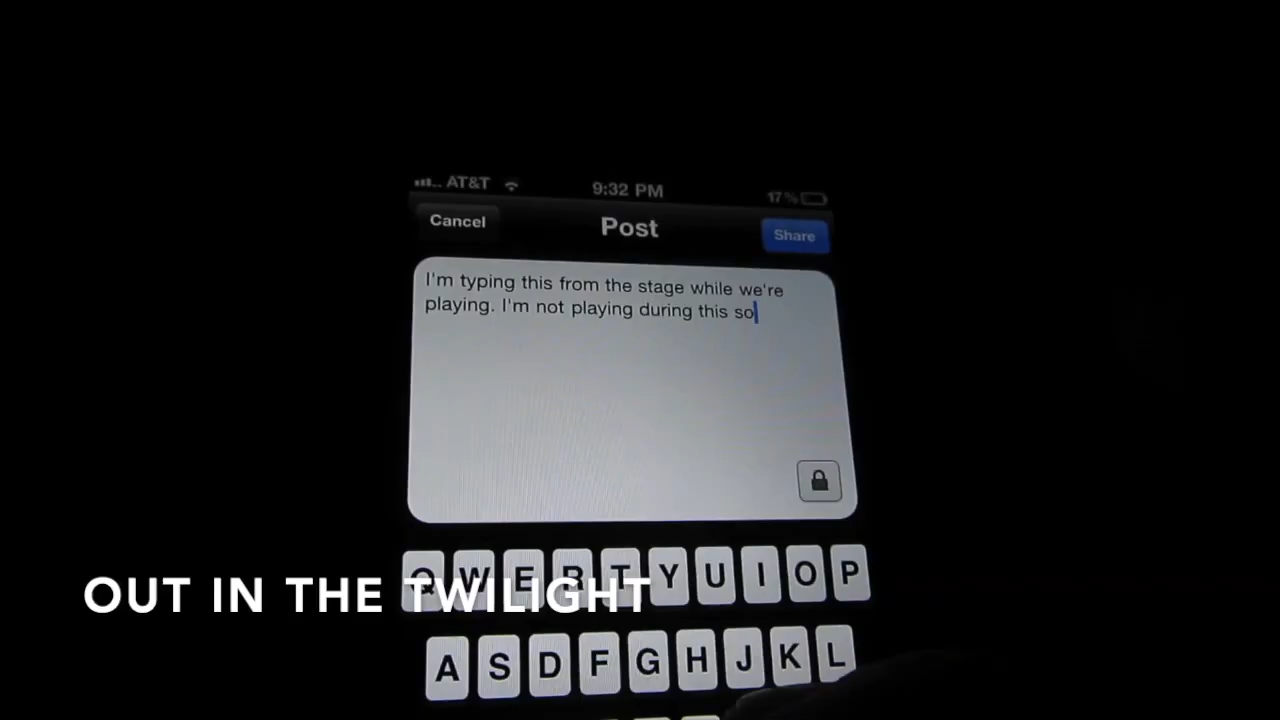 AT&T 9:32 PM 17%
Cancel Post Share
I'm typing this from the stage while we're
playing. I'm not playing during this so
Q W E R T Y U I O P
OUT IN THE TWILIGHT
A S D F G H J K L